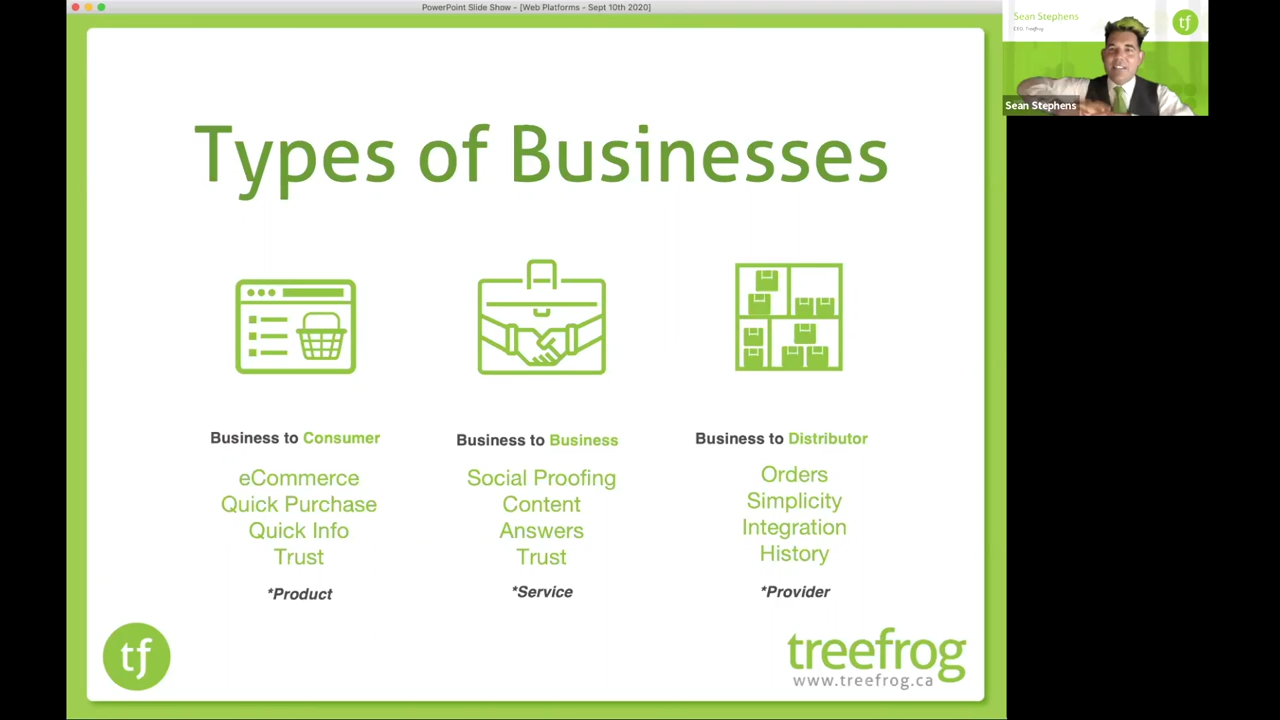 PowerPoint Slide Show - [Web Platforms - Sept 10th 2020]
Sean Stephens
CEO, Treefrog
tf
Sean Stephens
Types of Businesses
Business to Consumer
eCommerce
Quick Purchase
Quick Info
Trust
*Product
Business to Business
Social Proofing
Content
Answers
Trust
*Service
Business to Distributor
Orders
Simplicity
Integration
History
*Provider
tf
treefrog
www.treefrog.ca